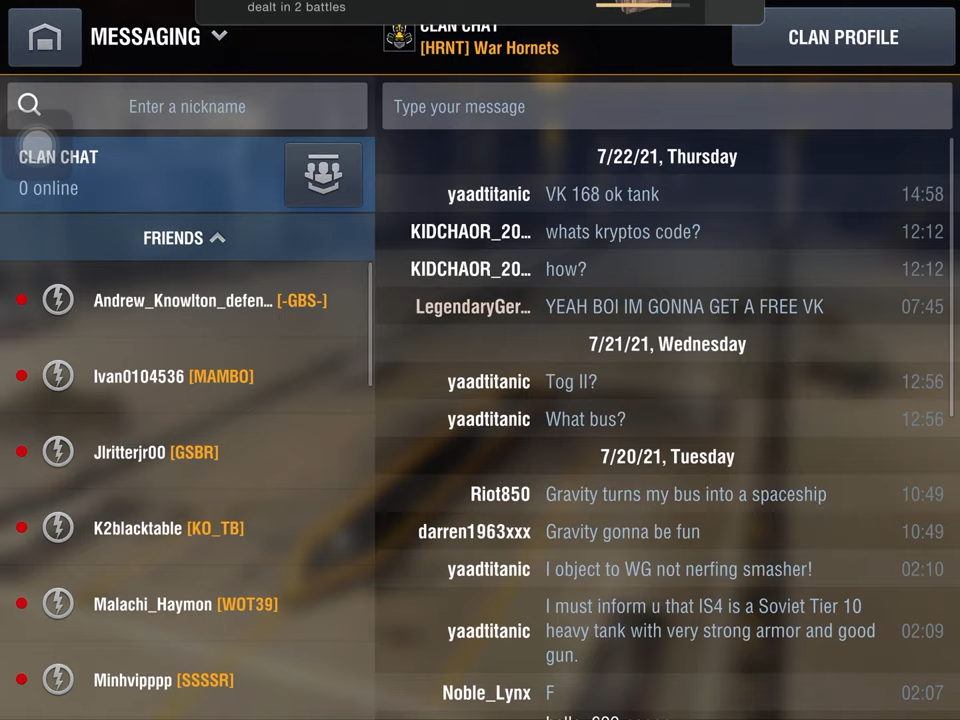 dealt in 2 battles
MESSAGING
CLAN CHAT
[HRNT] War Hornets
CLAN PROFILE
Enter a nickname
Type your message
CLAN CHAT
0 online
FRIENDS
Andrew_Knowlton_defen... [-GBS-]
Ivan0104536 [MAMBO]
Jlritterjr00 [GSBR]
K2blacktable [KO_TB]
Malachi_Haymon [WOT39]
Minhvipppp [SSSSR]
7/22/21, Thursday
yaadtitanic VK 168 ok tank 14:58
KIDCHAOR_20... whats kryptos code? 12:12
KIDCHAOR_20... how? 12:12
LegendaryGer... YEAH BOI IM GONNA GET A FREE VK 07:45
7/21/21, Wednesday
yaadtitanic Tog II? 12:56
yaadtitanic What bus? 12:56
7/20/21, Tuesday
Riot850 Gravity turns my bus into a spaceship 10:49
darren1963xxx Gravity gonna be fun 10:49
yaadtitanic I object to WG not nerfing smasher! 02:10
I must inform u that IS4 is a Soviet Tier 10
yaadtitanic heavy tank with very strong armor and good 02:09
gun.
Noble_Lynx F 02:07